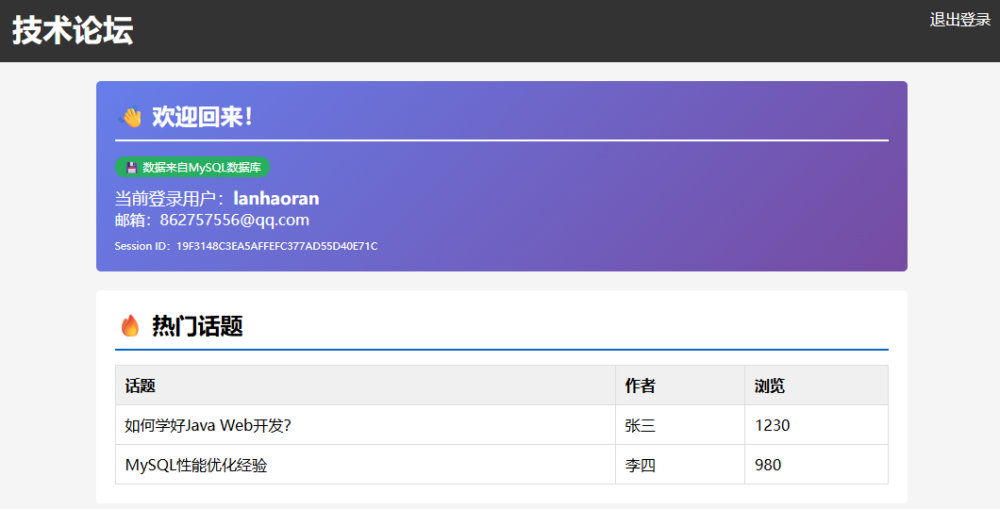 技术论坛
退出登录
👋 欢迎回来！
💾 数据来自MySQL数据库
当前登录用户：lanhaoran
邮箱：862757556@qq.com
Session ID：19F3148C3EA5AFFEFC377AD55D40E71C
🔥 热门话题
话题 作者 浏览
如何学好Java Web开发？ 张三 1230
MySQL性能优化经验 李四 980